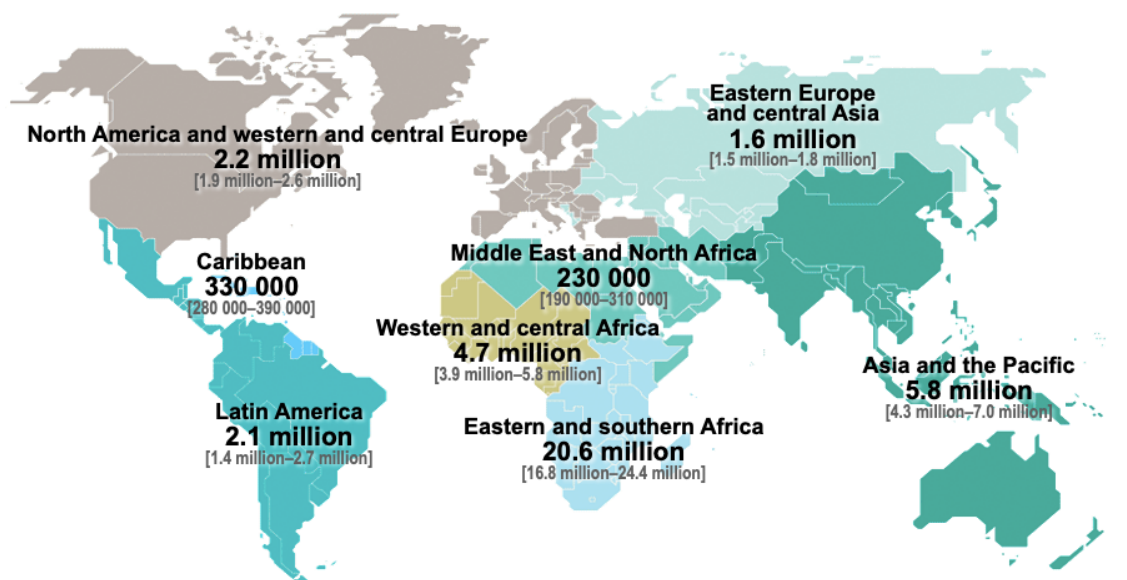 Eastern Europe
and central Asia
1.6 million
[1.5 million–1.8 million]
North America and western and central Europe
2.2 million
[1.9 million–2.6 million]
Middle East and North Africa
230 000
[190 000–310 000]
Caribbean
330 000
[280 000–390 000]
Western and central Africa
4.7 million
[3.9 million–5.8 million]
Asia and the Pacific
5.8 million
[4.3 million–7.0 million]
Latin America
2.1 million
[1.4 million–2.7 million]
Eastern and southern Africa
20.6 million
[16.8 million–24.4 million]